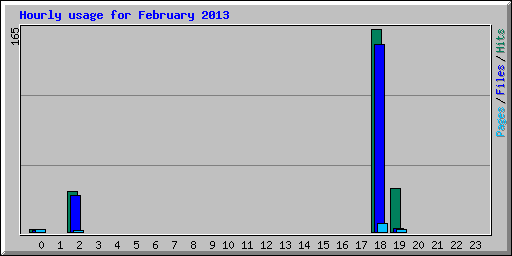 Hourly usage for February 2013
165
Pages/Files/Hits
0 1 2 3 4 5 6 7 8 9 10 11 12 13 14 15 16 17 18 19 20 21 22 23